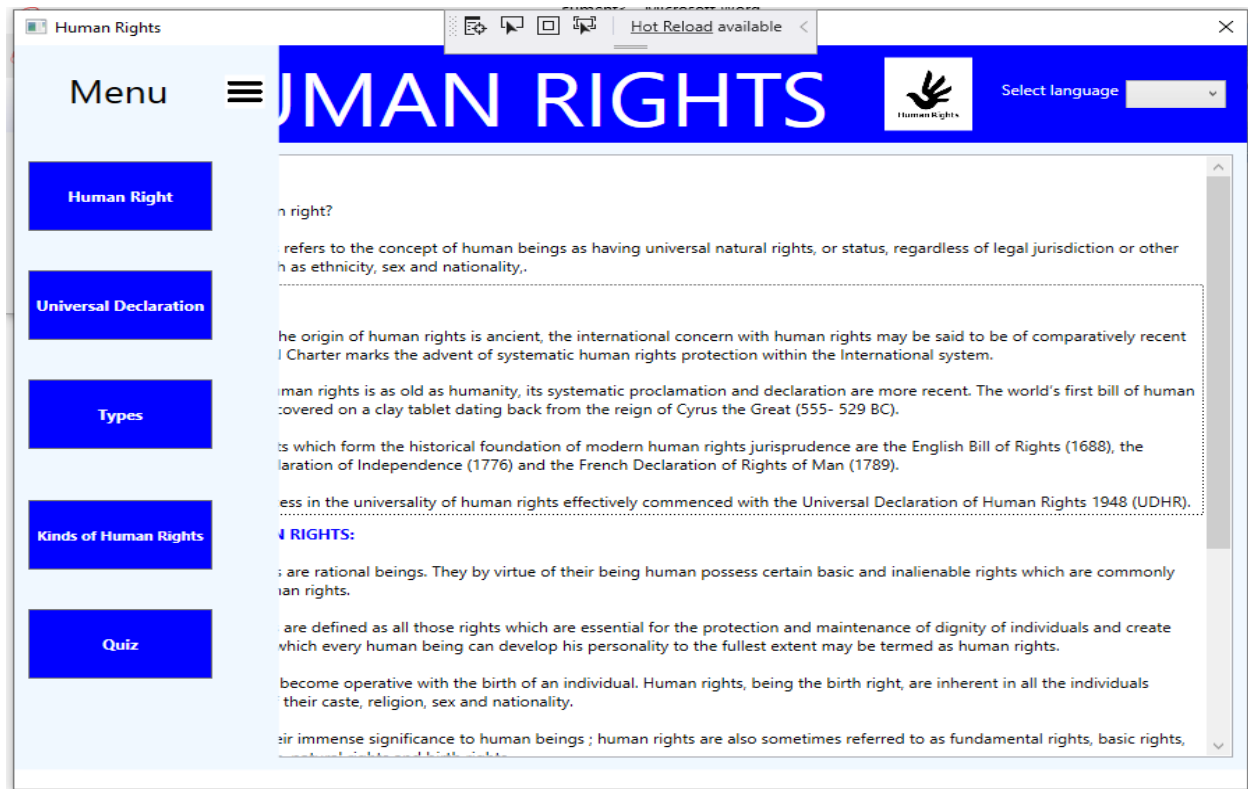 Microsoft Word
Human Rights
Hot Reload available
Menu
UMAN RIGHTS
Human Rights
Select language
Human Right
Universal Declaration
Types
Kinds of Human Rights
Quiz
n right?
refers to the concept of human beings as having universal natural rights, or status, regardless of legal jurisdiction or other
h as ethnicity, sex and nationality,.
he origin of human rights is ancient, the international concern with human rights may be said to be of comparatively recent
l Charter marks the advent of systematic human rights protection within the International system.
man rights is as old as humanity, its systematic proclamation and declaration are more recent. The world's first bill of human
covered on a clay tablet dating back from the reign of Cyrus the Great (555- 529 BC).
ts which form the historical foundation of modern human rights jurisprudence are the English Bill of Rights (1688), the
laration of Independence (1776) and the French Declaration of Rights of Man (1789).
ess in the universality of human rights effectively commenced with the Universal Declaration of Human Rights 1948 (UDHR).
N RIGHTS:
s are rational beings. They by virtue of their being human possess certain basic and inalienable rights which are commonly
an rights.
are defined as all those rights which are essential for the protection and maintenance of dignity of individuals and create
which every human being can develop his personality to the fullest extent may be termed as human rights.
become operative with the birth of an individual. Human rights, being the birth right, are inherent in all the individuals
their caste, religion, sex and nationality.
eir immense significance to human beings ; human rights are also sometimes referred to as fundamental rights, basic rights,
natural rights and birth rights